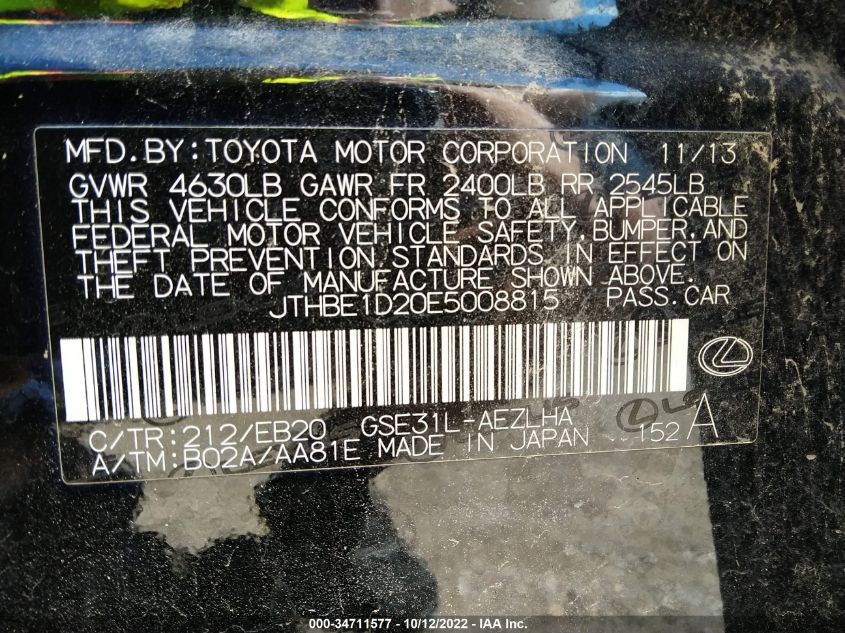 MFD.BY:TOYOTA MOTOR CORPORATION 11/13
GVWR 4630LB GAWR FR 2400LB RR 2545LB
THIS VEHICLE CONFORMS TO ALL APPLICABLE
FEDERAL MOTOR VEHICLE SAFETY,BUMPER,AND
THEFT PREVENTION STANDARDS IN EFFECT ON
THE DATE OF MANUFACTURE SHOWN ABOVE.
JTHBE1D20E5008815 PASS.CAR
C/TR:212/EB20 GSE31L-AEZLHA
A/TM:B02A/AA81E MADE IN JAPAN 152 A
000-34711577 - 10/12/2022 - IAA Inc.